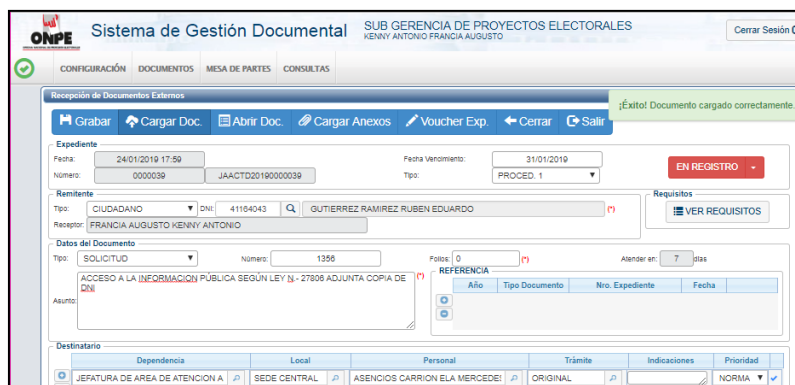 ONPE
Sistema de Gestión Documental
SUB GERENCIA DE PROYECTOS ELECTORALES
KENNY ANTONIO FRANCIA AUGUSTO
Cerrar Sesión
CONFIGURACIÓN DOCUMENTOS MESA DE PARTES CONSULTAS
Recepción de Documentos Externos
¡Éxito! Documento cargado correctamente.
Grabar Cargar Doc. Abrir Doc. Cargar Anexos Voucher Exp. Cerrar Salir
Expediente
Fecha: 24/01/2019 17:59 Fecha Vencimiento: 31/01/2019
EN REGISTRO
Número: 0000039 JAACTD20190000039 Tipo: PROCED. 1
Remitente Requisitos
Tipo: CIUDADANO DNI: 41164043 GUTIERREZ RAMIREZ RUBEN EDUARDO (*)
VER REQUISITOS
Receptor: FRANCIA AUGUSTO KENNY ANTONIO
Datos del Documento
Tipo: SOLICITUD Número: 1356 Folios: 0 (*) Atender en: 7 días
ACCESO A LA INFORMACION PÚBLICA SEGÚN LEY N.- 27806 ADJUNTA COPIA DE (*)
DNI
Asunto:
REFERENCIA
Año Tipo Documento Nro. Expediente Fecha
Destinatario
Dependencia Local Personal Trámite Indicaciones Prioridad
JEFATURA DE AREA DE ATENCION A SEDE CENTRAL ASENCIOS CARRION ELA MERCEDE ORIGINAL NORMA